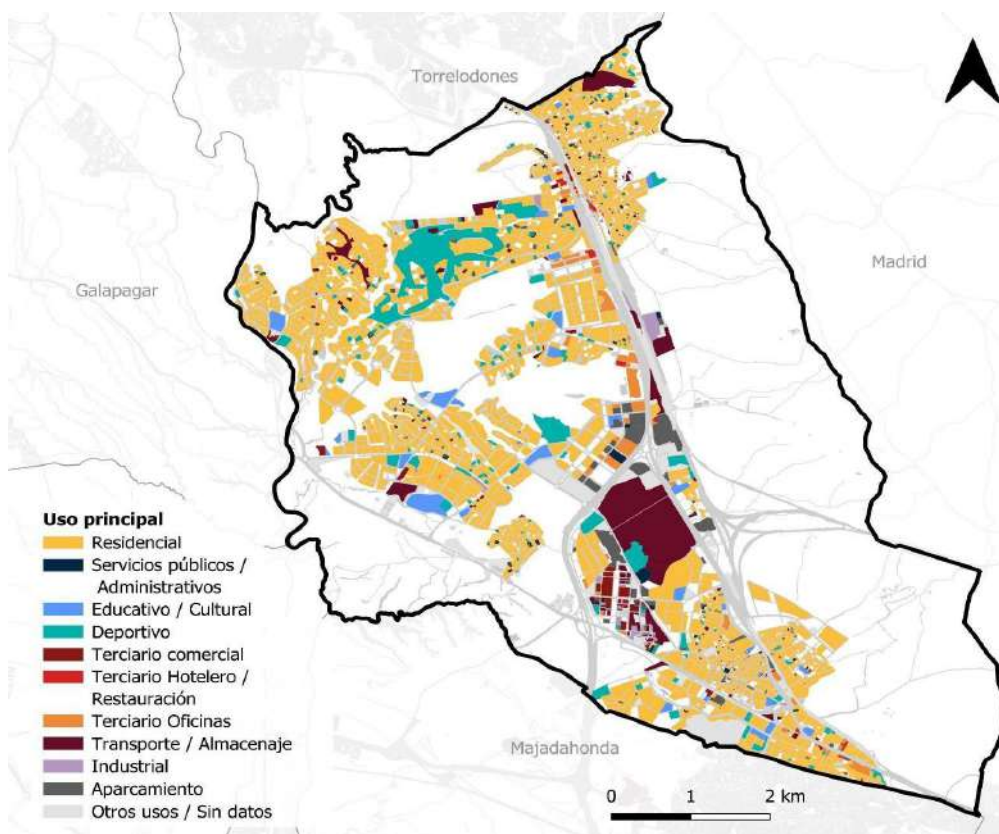 Torrelodones
Galapagar
Madrid
Majadahonda
Uso principal
Residencial
Servicios públicos /
Administrativos
Educativo / Cultural
Deportivo
Terciario comercial
Terciario Hotelero /
Restauración
Terciario Oficinas
Transporte / Almacenaje
Industrial
Aparcamiento
Otros usos / Sin datos
0 1 2 km